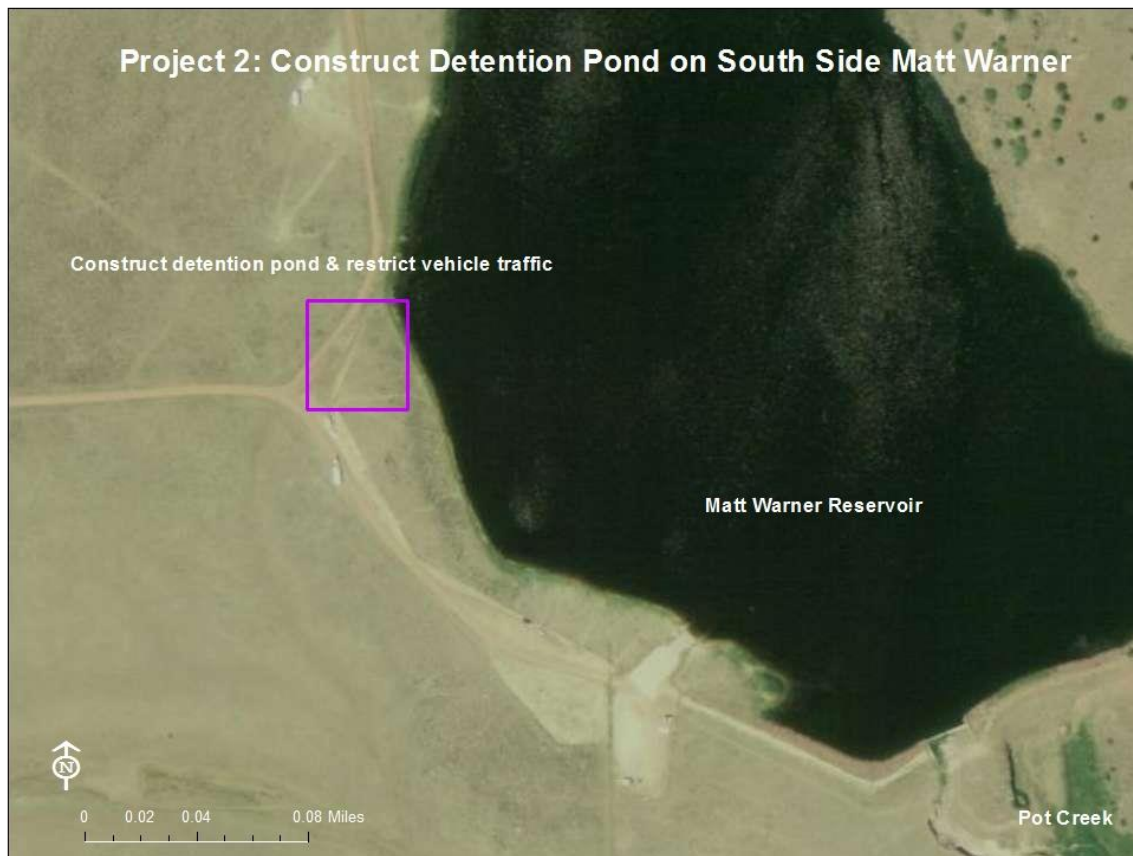 Project 2: Construct Detention Pond on South Side Matt Warner
Construct detention pond & restrict vehicle traffic
Matt Warner Reservoir
N
0 0.02 0.04 0.08 Miles
Pot Creek